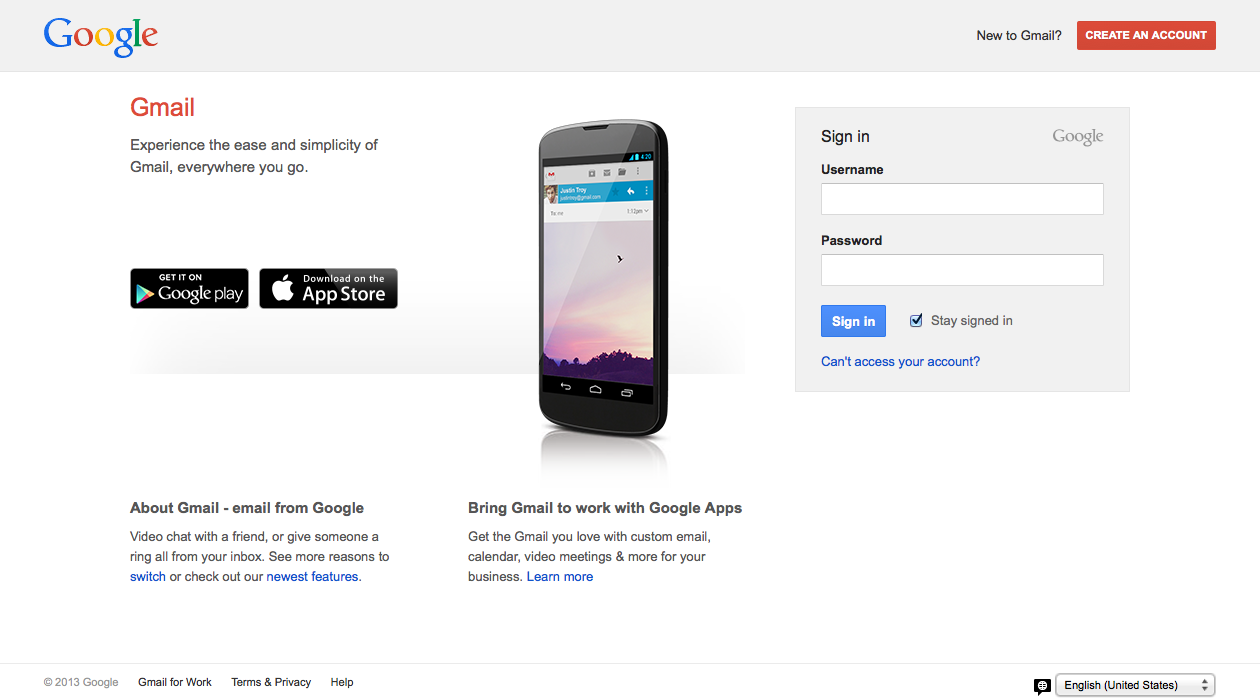 Google
New to Gmail?
CREATE AN ACCOUNT
Gmail
Experience the ease and simplicity of
Gmail, everywhere you go.
GET IT ON
Google play
Download on the
App Store
4:20
Justin Troy
justintroy@gmail.com
To: me
1:12pm
Sign in
Google
Username
Password
Sign in
Stay signed in
Can't access your account?
About Gmail - email from Google
Video chat with a friend, or give someone a
ring all from your inbox. See more reasons to
switch or check out our newest features.
Bring Gmail to work with Google Apps
Get the Gmail you love with custom email,
calendar, video meetings & more for your
business. Learn more
© 2013 Google
Gmail for Work
Terms & Privacy
Help
English (United States)